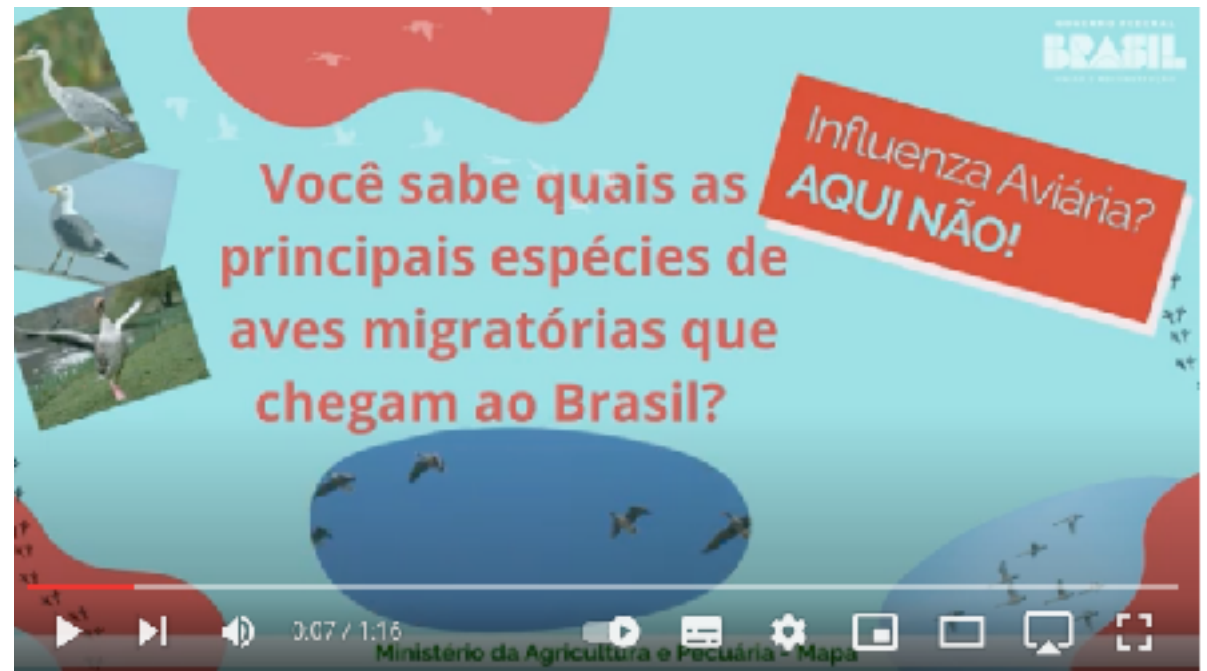 BRASIL
Influenza Aviária?
AQUI NÃO!
Você sabe quais as
principais espécies de
aves migratórias que
chegam ao Brasil?
0:07 / 1:16
Ministério da Agricultura e Pecuária - Mapa